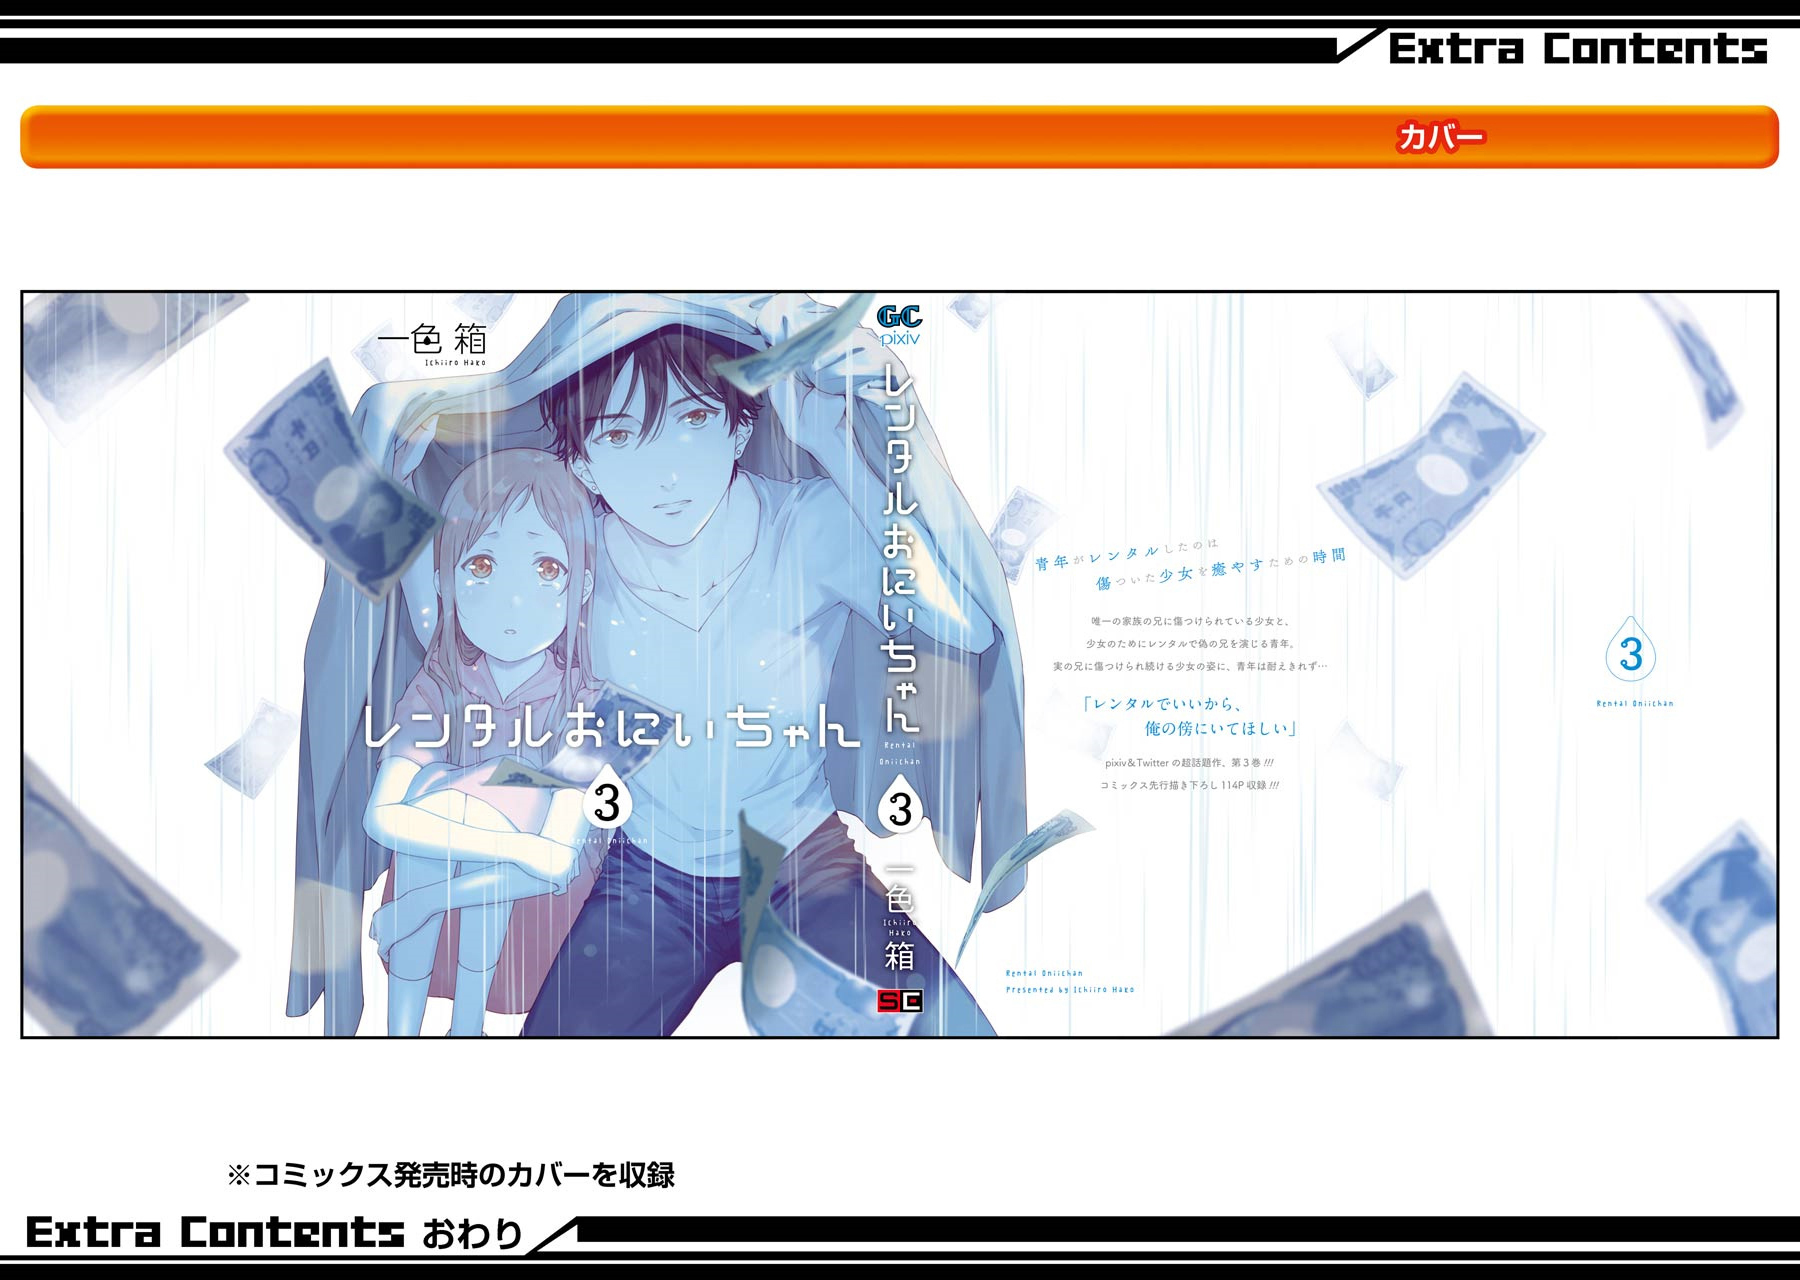 Extra Contents
カバー
一色 箱
Ichiiro Hako
レンタルおにいちゃん
3
Rental Oniichan
GC
pixiv
レンタルおにいちゃん
Rental
Oniichan
3
一色
Ichiiro
Hako
箱
SE
青年がレンタルしたのは
傷ついた少女を癒やすための時間
唯一の家族の兄に傷つけられている少女と、
少女のためにレンタルで偽の兄を演じる青年。
実の兄に傷つけられ続ける少女の姿に、青年は耐えきれず…
「レンタルでいいから、
俺の傍にいてほしい」
pixiv&Twitterの超話題作、第3巻!!!
コミックス先行描き下ろし114P収録!!!
Rental Oniichan
Presented by Ichiiro Hako
3
Rental Oniichan
千円
1000
千円
※コミックス発売時のカバーを収録
Extra Contents おわり